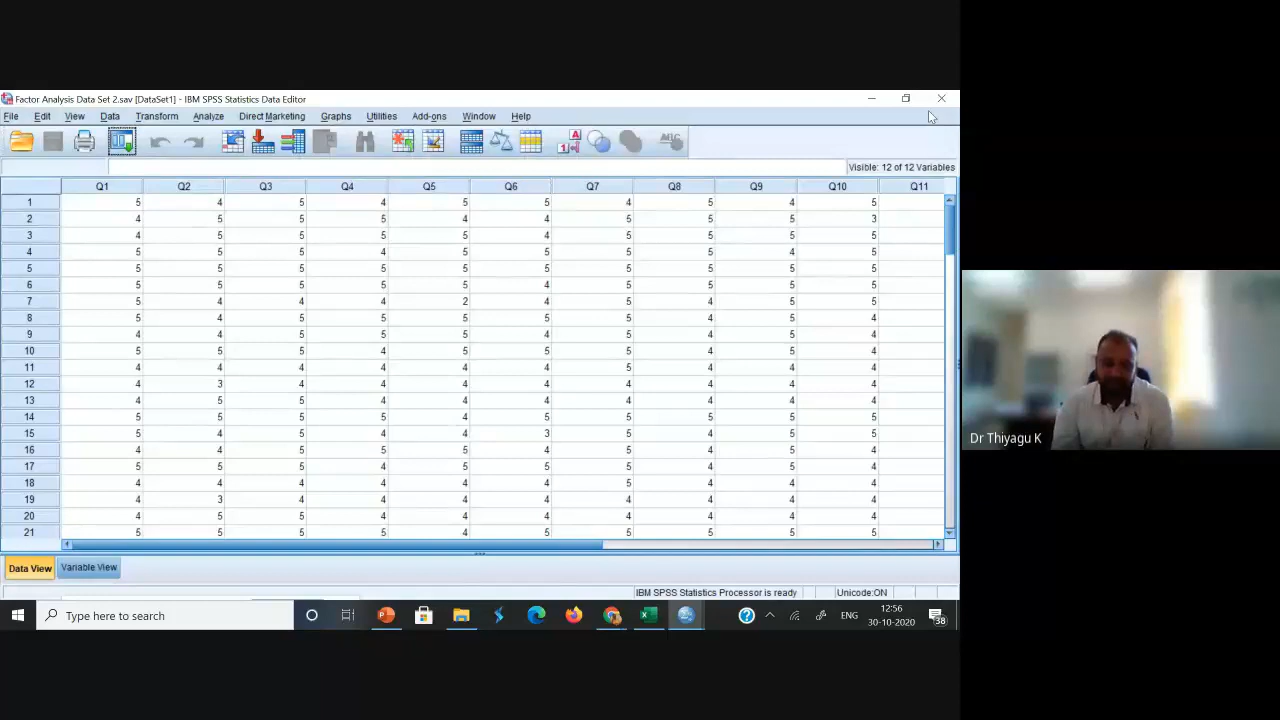 Factor Analysis Data Set 2.sav [DataSet1] - IBM SPSS Statistics Data Editor
File Edit View Data Transform Analyze Direct Marketing Graphs Utilities Add-ons Window Help
Visible: 12 of 12 Variables
Q1 Q2 Q3 Q4 Q5 Q6 Q7 Q8 Q9 Q10 Q11
1 5 4 5 4 5 5 4 5 4 5
2 4 5 5 5 4 4 5 5 5 3
3 4 5 5 5 5 4 5 5 5 5
4 5 5 5 4 5 5 5 5 4 5
5 5 5 5 5 5 5 5 5 5 5
6 5 5 5 5 5 4 5 5 5 5
7 5 4 4 4 2 4 5 4 5 5
8 5 4 5 5 5 5 5 4 5 4
9 4 4 5 5 5 4 5 4 5 4
10 5 5 5 4 5 5 5 4 5 4
11 4 4 4 4 4 4 5 4 4 4
12 4 3 4 4 4 4 4 4 4 4
13 4 5 5 4 4 4 4 4 4 4
14 5 5 5 5 4 5 5 4 5 5
15 5 4 5 4 4 3 5 4 5 5
16 4 4 5 5 5 4 5 4 5 4
17 5 5 5 4 5 5 5 4 5 4
18 4 4 4 4 4 4 5 4 4 4
19 4 3 4 4 4 4 4 4 4 4
20 4 5 5 4 4 4 4 4 4 4
21 5 5 5 5 4 5 5 5 5 5
Data View Variable View
IBM SPSS Statistics Processor is ready Unicode:ON
Type here to search
ENG
12:56
30-10-2020
38
Dr Thiyagu K